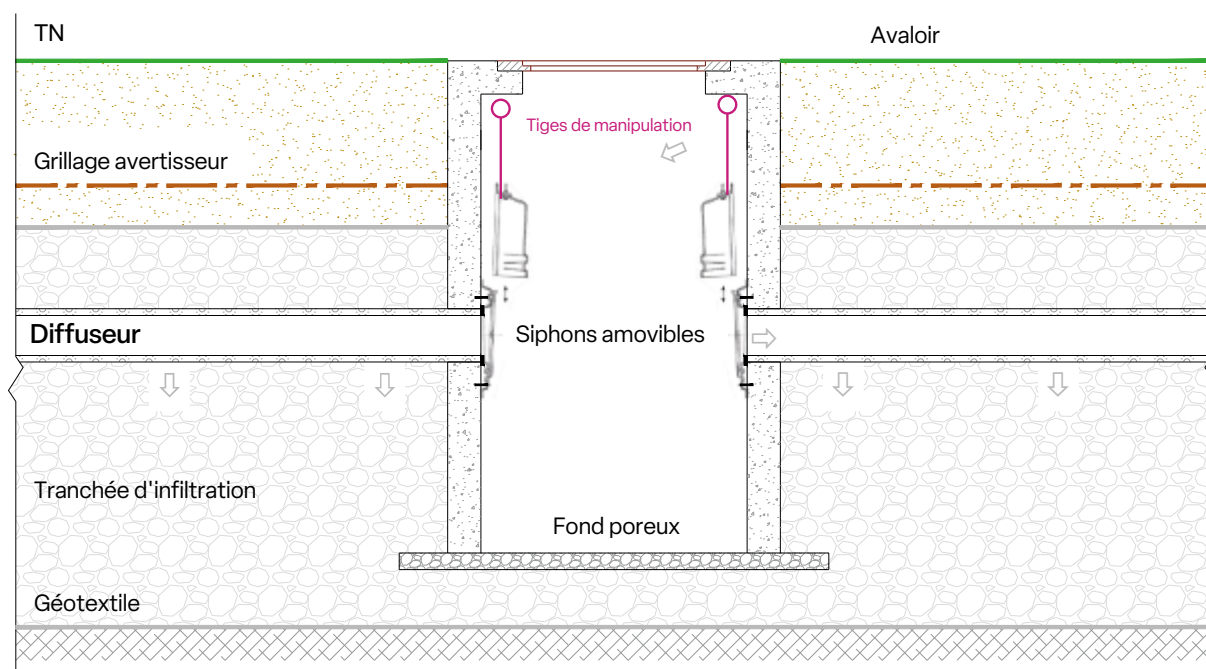 TN
Avaloir
Tiges de manipulation
Grillage avertisseur
Diffuseur
Siphons amovibles
Tranchée d'infiltration
Fond poreux
Géotextile